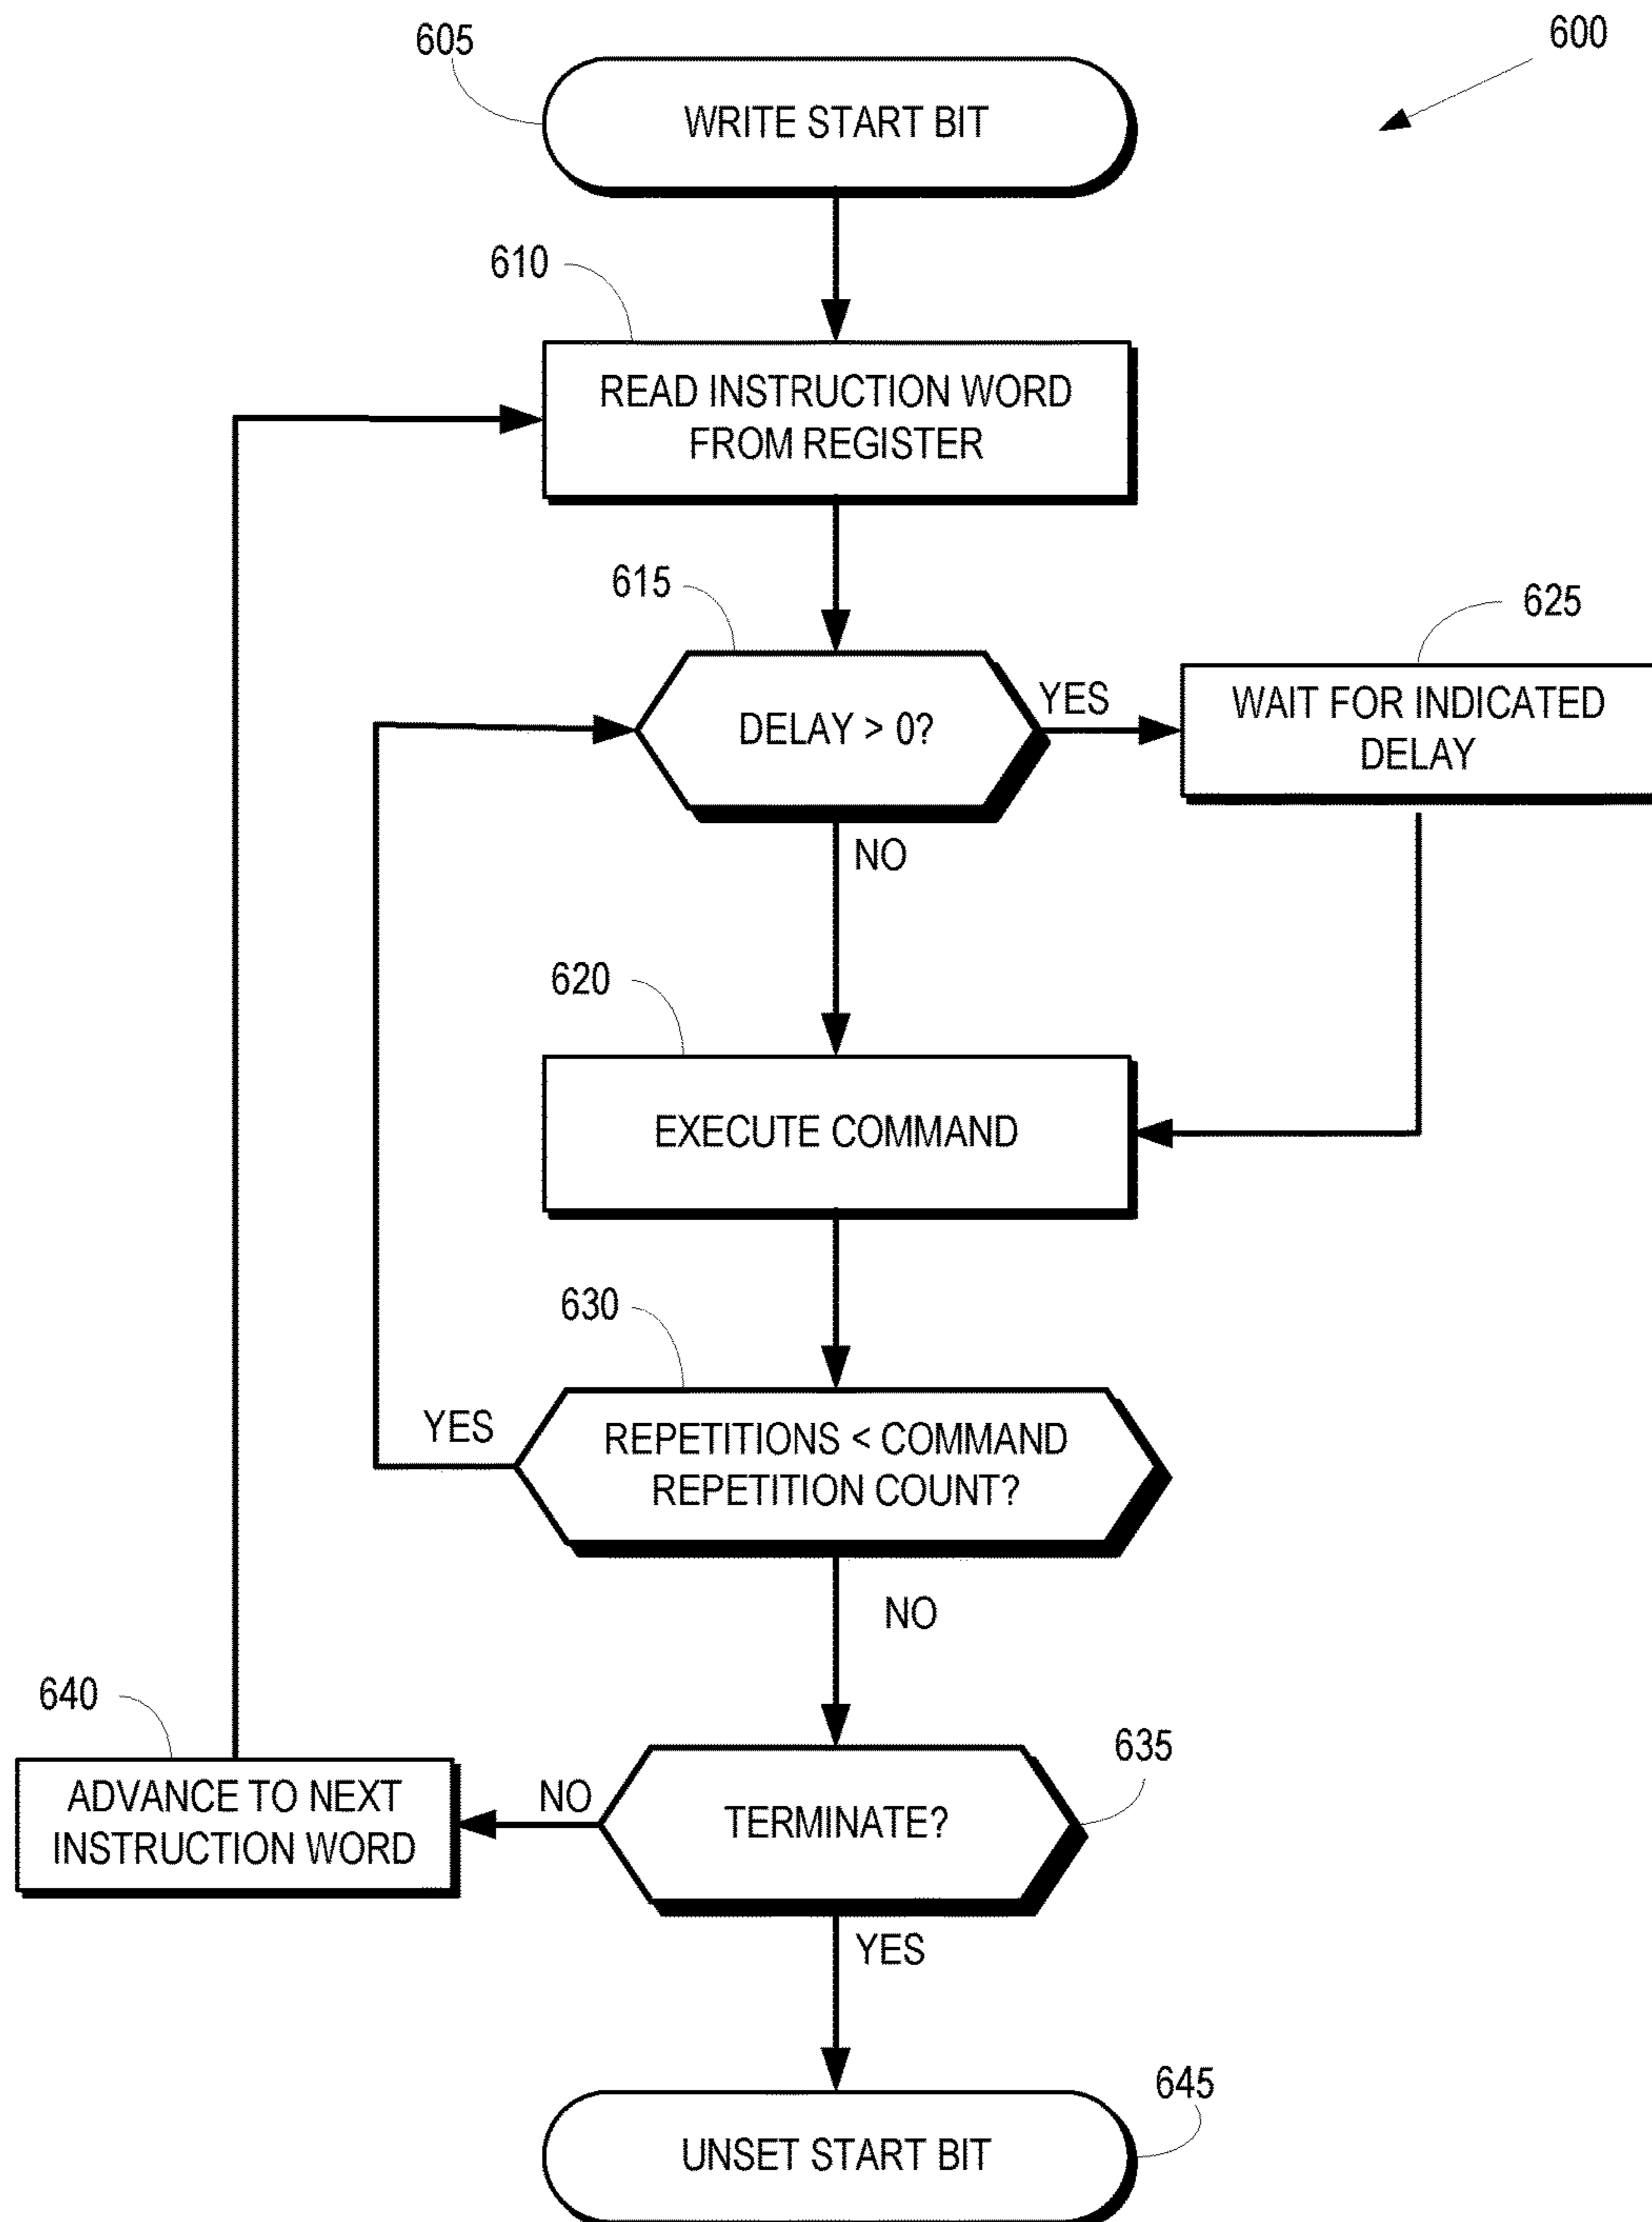 605
600
WRITE START BIT
610
READ INSTRUCTION WORD
FROM REGISTER
615
625
DELAY > 0?
YES
WAIT FOR INDICATED
DELAY
NO
620
EXECUTE COMMAND
630
YES
REPETITIONS < COMMAND
REPETITION COUNT?
NO
640
635
ADVANCE TO NEXT
INSTRUCTION WORD
NO
TERMINATE?
YES
645
UNSET START BIT